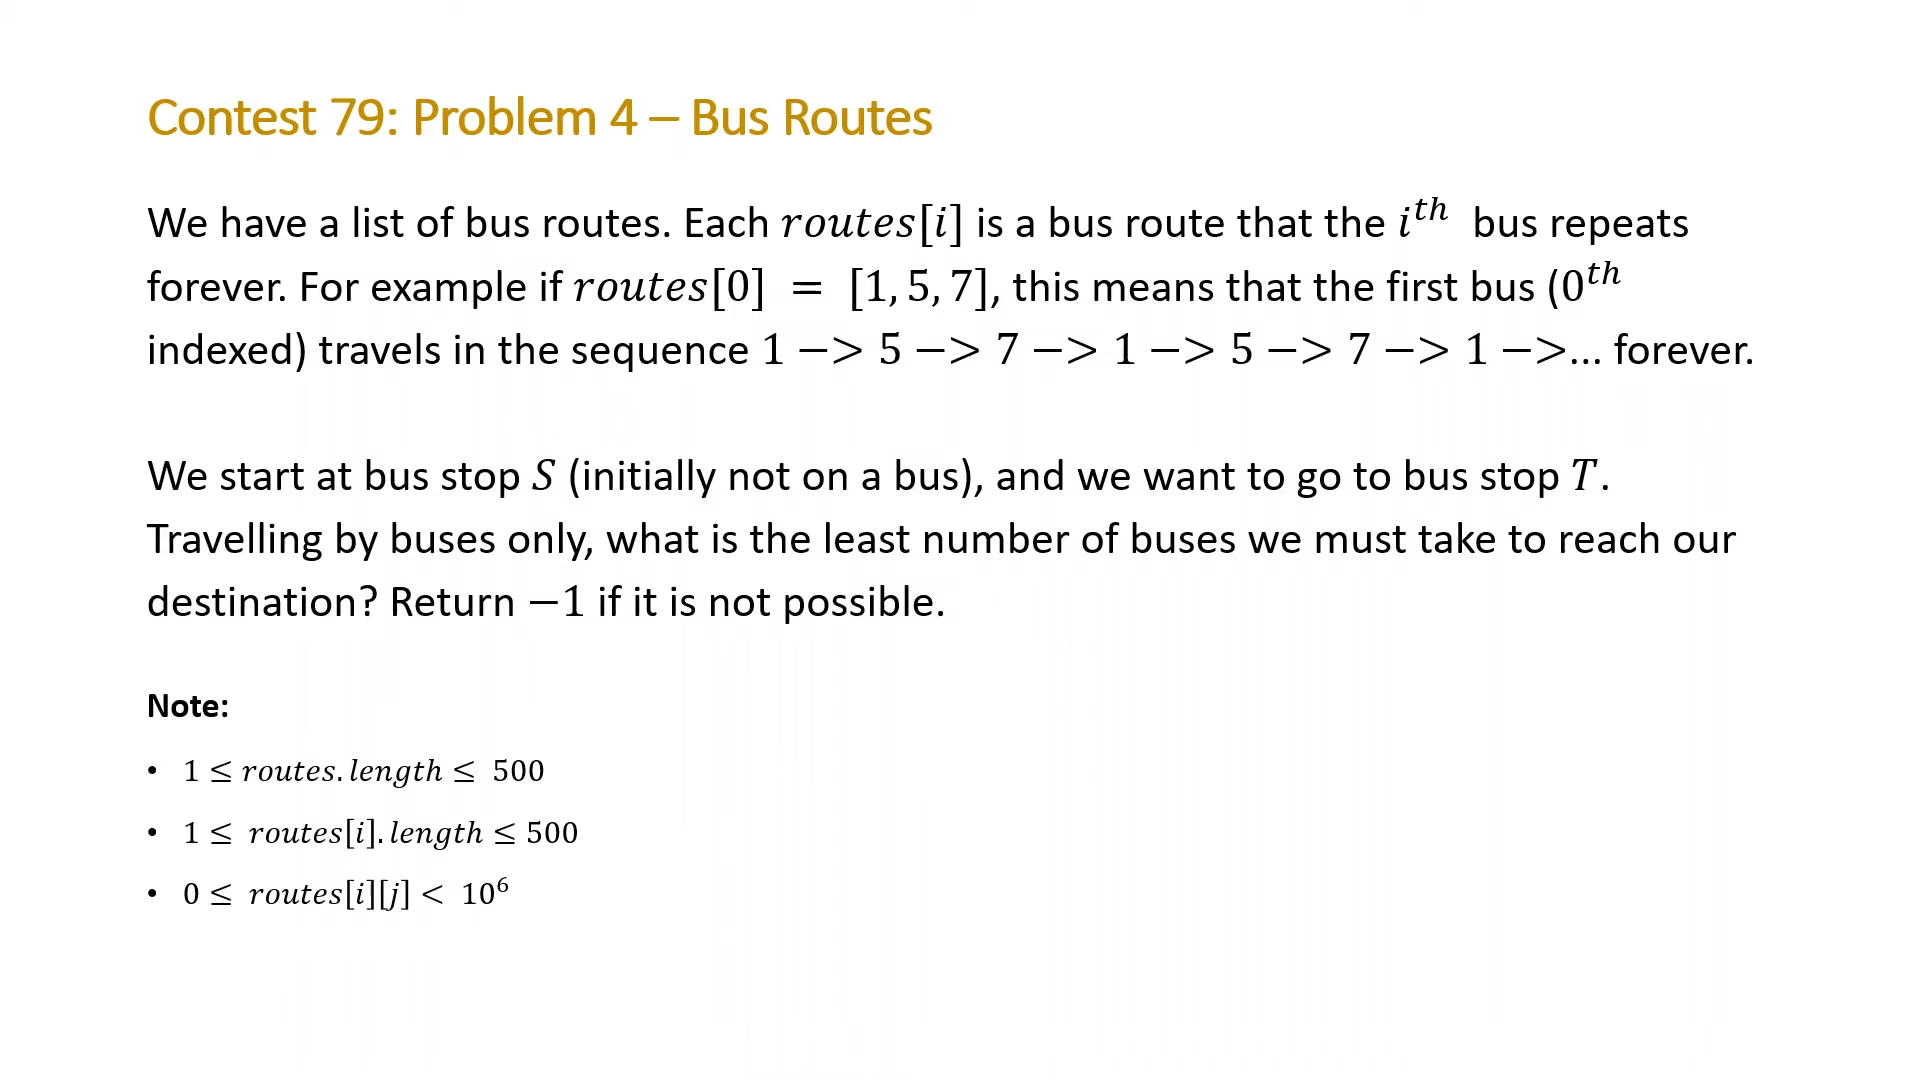 Contest 79: Problem 4 – Bus Routes
We have a list of bus routes. Each routes[i] is a bus route that the i^th bus repeats
forever. For example if routes[0] = [1, 5, 7], this means that the first bus (0^th
indexed) travels in the sequence 1 −> 5 −> 7 −> 1 −> 5 −> 7 −> 1 −>... forever.
We start at bus stop S (initially not on a bus), and we want to go to bus stop T.
Travelling by buses only, what is the least number of buses we must take to reach our
destination? Return −1 if it is not possible.
Note:
• 1 ≤ routes.length ≤ 500
• 1 ≤ routes[i].length ≤ 500
• 0 ≤ routes[i][j] < 10^6